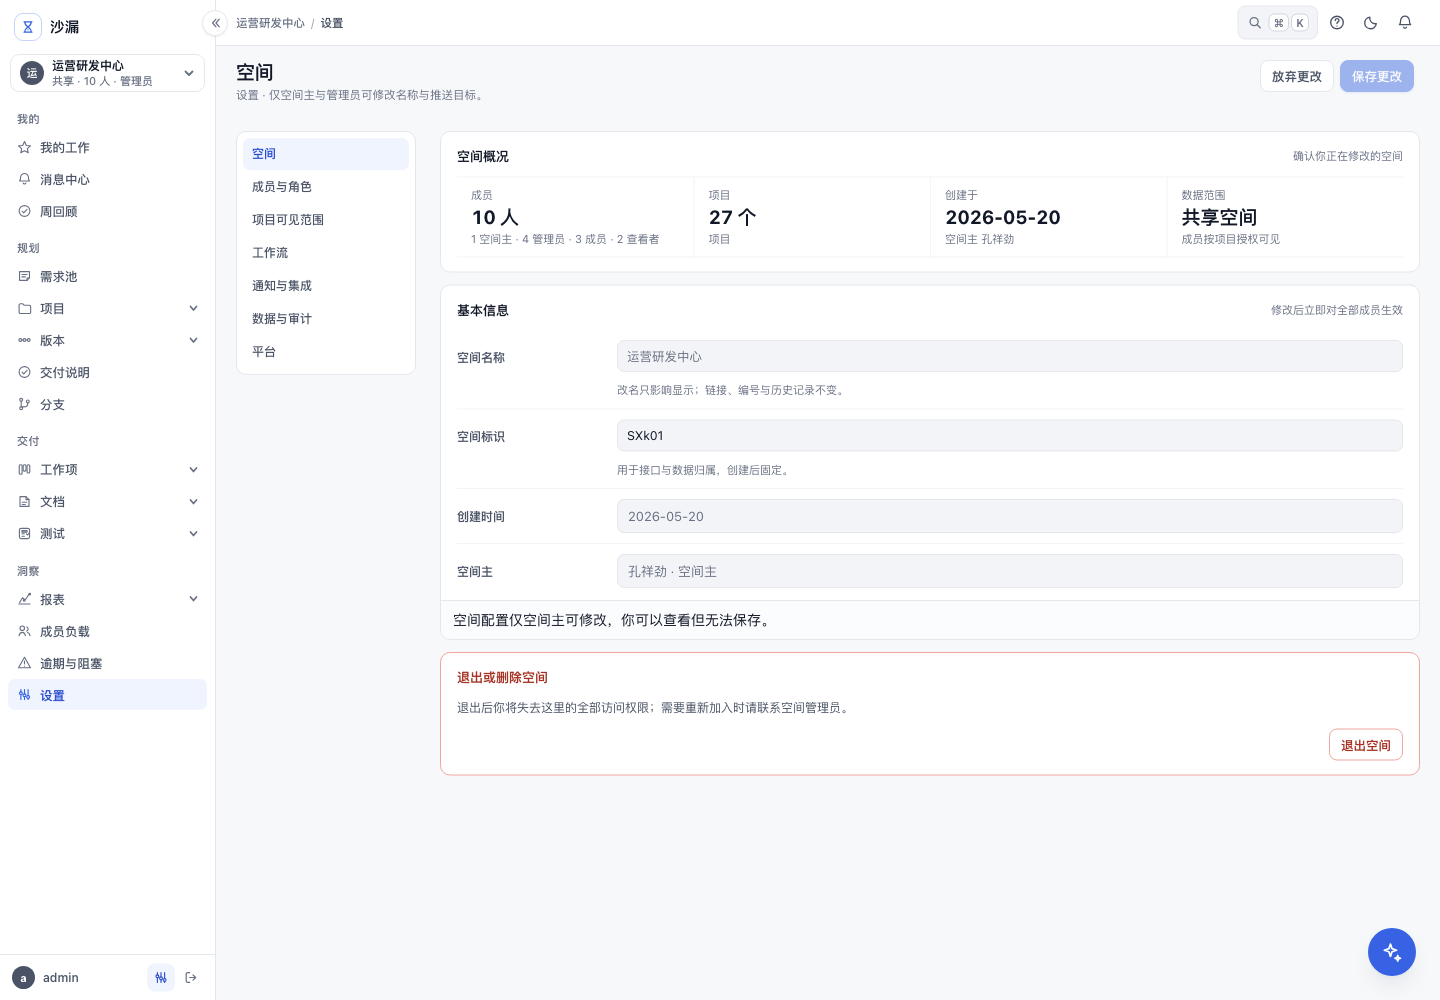 沙漏
运营研发中心 / 设置
⌘ K
运
运营研发中心
共享 · 10 人 · 管理员
我的
我的工作
消息中心
周回顾
规划
需求池
项目
版本
交付说明
分支
交付
工作项
文档
测试
洞察
报表
成员负载
逾期与阻塞
设置
a admin
空间
设置 · 仅空间主与管理员可修改名称与推送目标。
放弃更改
保存更改
空间
成员与角色
项目可见范围
工作流
通知与集成
数据与审计
平台
空间概况
确认你正在修改的空间
成员
10 人
1 空间主 · 4 管理员 · 3 成员 · 2 查看者
项目
27 个
项目
创建于
2026-05-20
空间主 孔祥劲
数据范围
共享空间
成员按项目授权可见
基本信息
修改后立即对全部成员生效
空间名称
运营研发中心
改名只影响显示；链接、编号与历史记录不变。
空间标识
SXk01
用于接口与数据归属，创建后固定。
创建时间
2026-05-20
空间主
孔祥劲 · 空间主
空间配置仅空间主可修改，你可以查看但无法保存。
退出或删除空间
退出后你将失去这里的全部访问权限；需要重新加入时请联系空间管理员。
退出空间